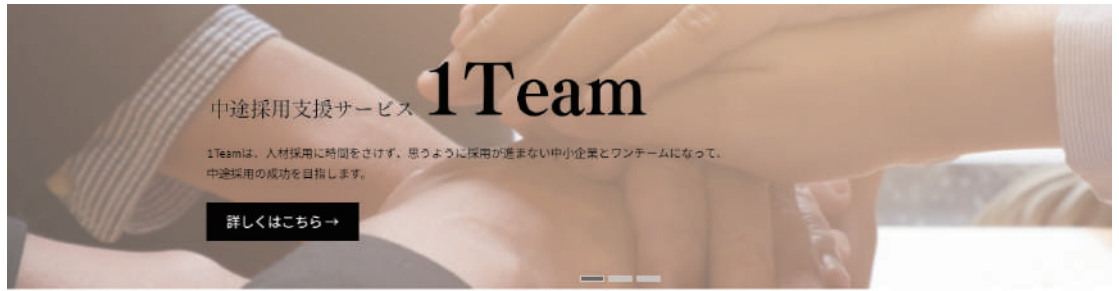 中途採用支援サービス 1Team
1Teamは、人材採用に時間をさけず、思うように採用が進まない中小企業とワンチームになって、
中途採用の成功を目指します。
詳しくはこちら→